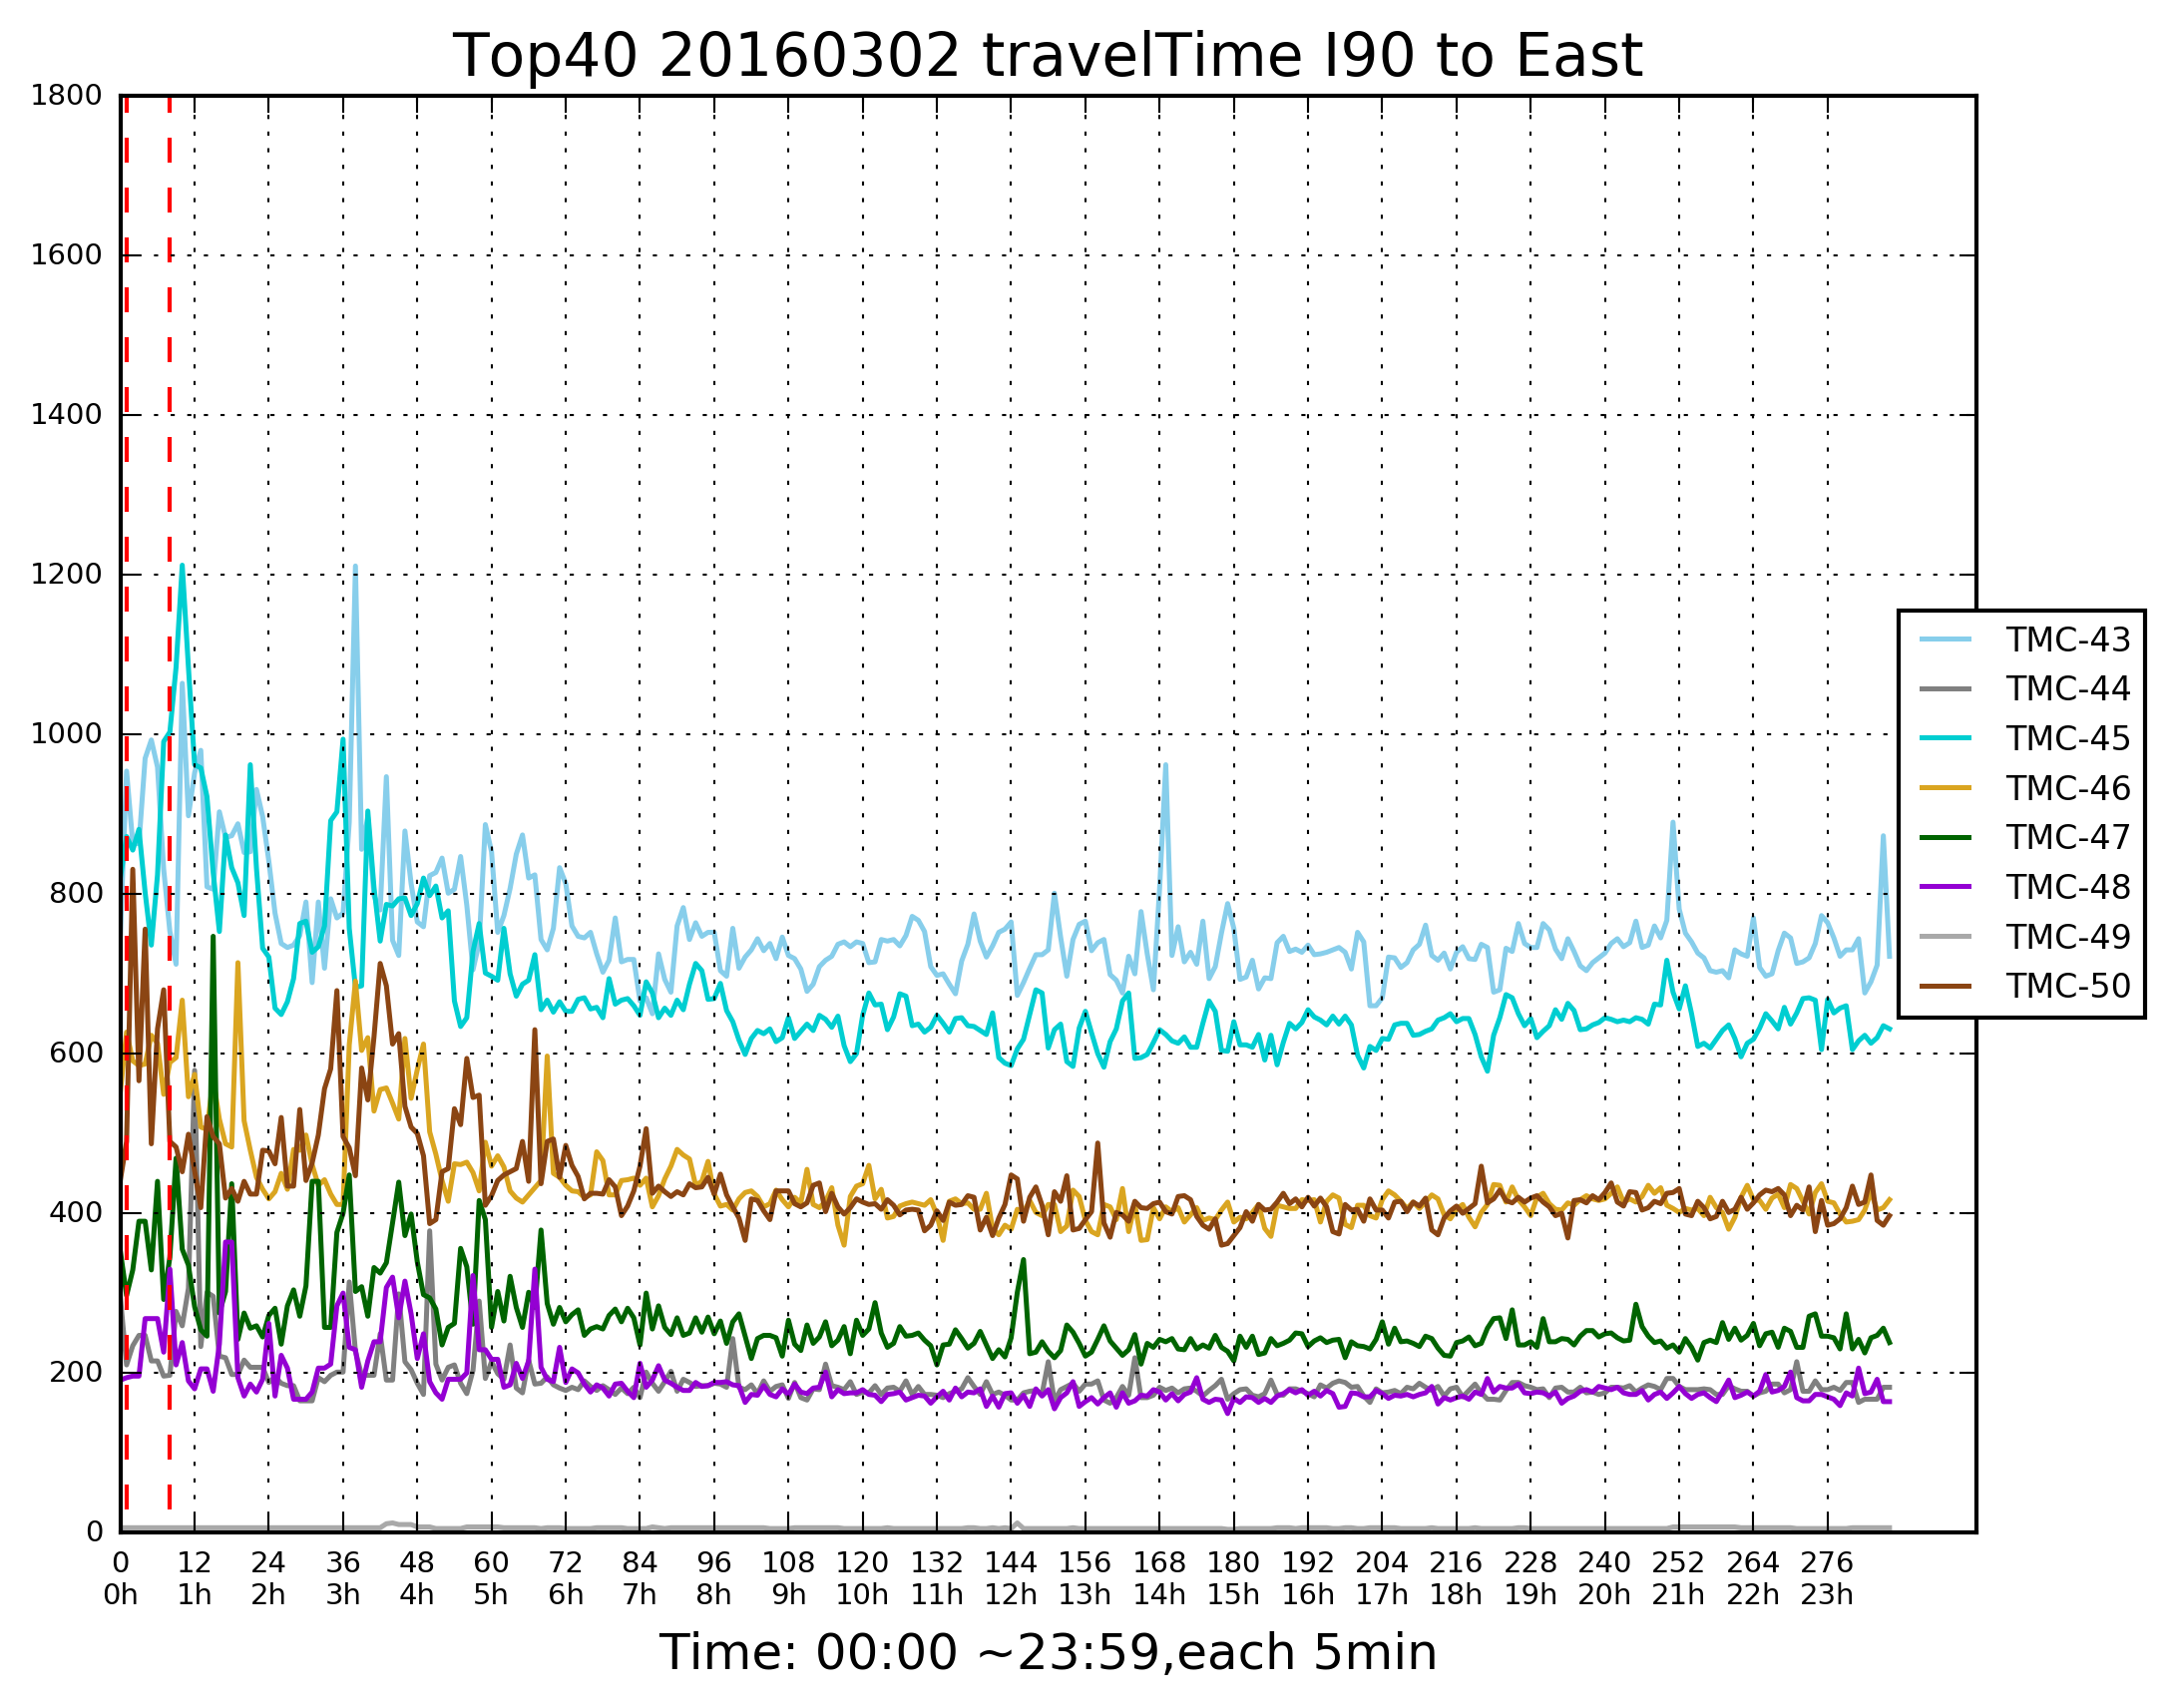 Top40 20160302 travelTime I90 to East
1800
1600
1400
1200
1000
800
600
400
200
0
TMC-43
TMC-44
TMC-45
TMC-46
TMC-47
TMC-48
TMC-49
TMC-50
0 12 24 36 48 60 72 84 96 108 120 132 144 156 168 180 192 204 216 228 240 252 264 276
0h 1h 2h 3h 4h 5h 6h 7h 8h 9h 10h 11h 12h 13h 14h 15h 16h 17h 18h 19h 20h 21h 22h 23h
Time: 00:00 ~23:59,each 5min